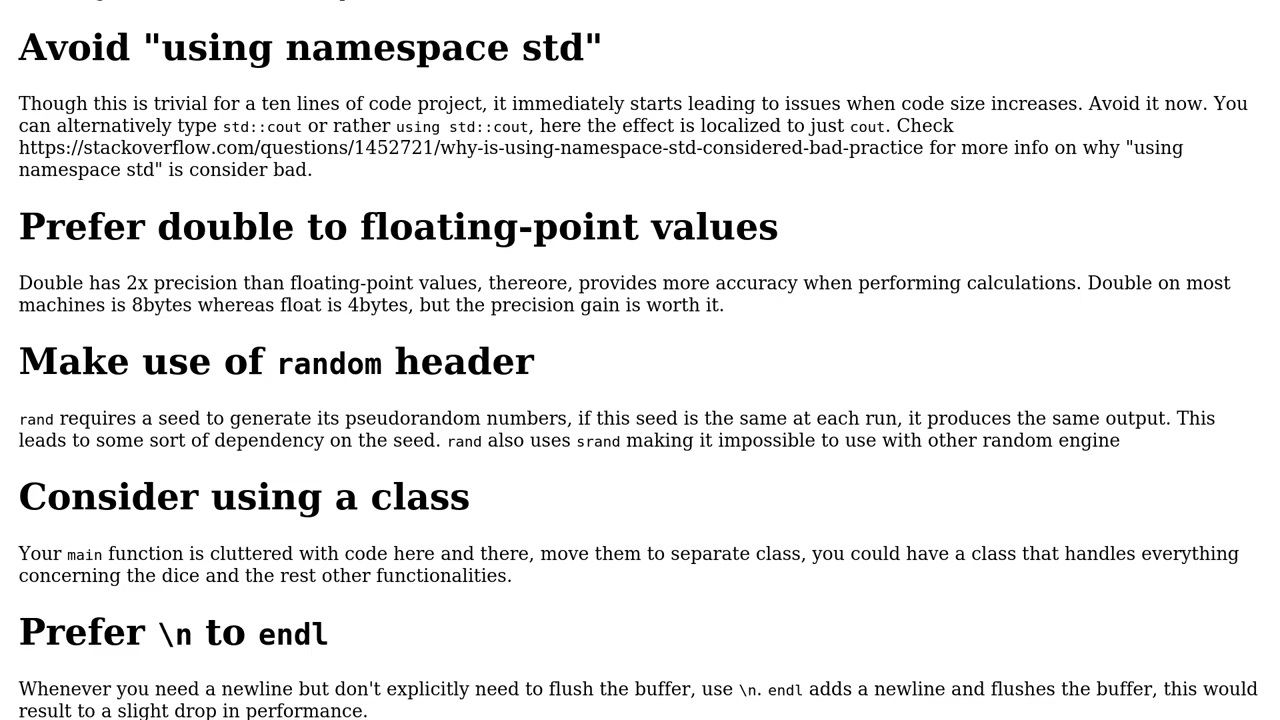 Avoid "using namespace std"
Though this is trivial for a ten lines of code project, it immediately starts leading to issues when code size increases. Avoid it now. You
can alternatively type std::cout or rather using std::cout, here the effect is localized to just cout. Check
https://stackoverflow.com/questions/1452721/why-is-using-namespace-std-considered-bad-practice for more info on why "using
namespace std" is consider bad.
Prefer double to floating-point values
Double has 2x precision than floating-point values, thereore, provides more accuracy when performing calculations. Double on most
machines is 8bytes whereas float is 4bytes, but the precision gain is worth it.
Make use of random header
rand requires a seed to generate its pseudorandom numbers, if this seed is the same at each run, it produces the same output. This
leads to some sort of dependency on the seed. rand also uses srand making it impossible to use with other random engine
Consider using a class
Your main function is cluttered with code here and there, move them to separate class, you could have a class that handles everything
concerning the dice and the rest other functionalities.
Prefer \n to endl
Whenever you need a newline but don't explicitly need to flush the buffer, use \n. endl adds a newline and flushes the buffer, this would
result to a slight drop in performance.